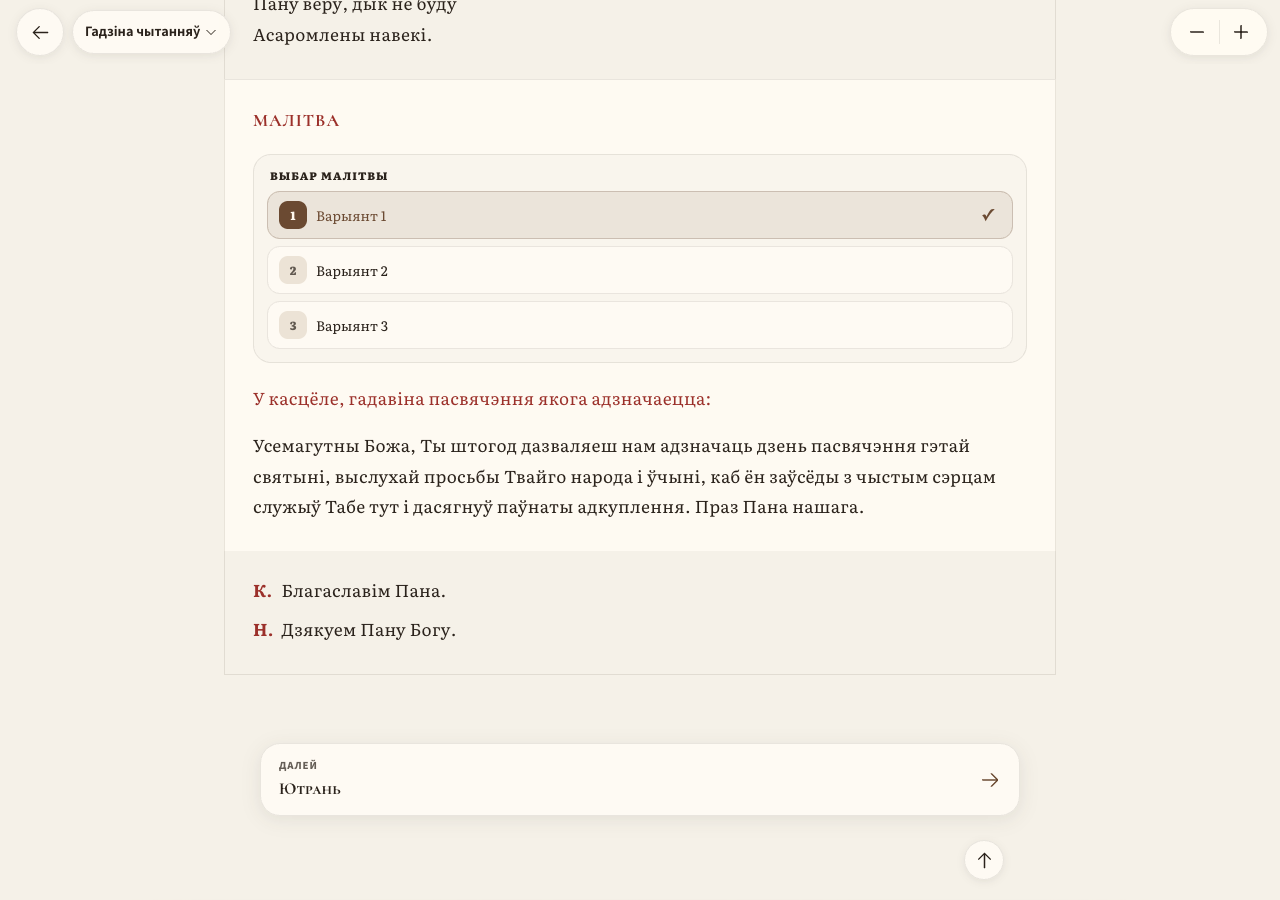 Пану веру, дык не буду
Асаромлены навекі.
Гадзіна чытанняў
МАЛІТВА
ВЫБАР МАЛІТВЫ
1 Варыянт 1 ✓
2 Варыянт 2
3 Варыянт 3
У касцёле, гадавіна пасвячэння якога адзначаецца:
Усемагутны Божа, Ты штогод дазваляеш нам адзначаць дзень пасвячэння гэтай
святыні, выслухай просьбы Твайго народа і ўчыні, каб ён заўсёды з чыстым сэрцам
служыў Табе тут і дасягнуў паўнаты адкуплення. Праз Пана нашага.
К. Благаславім Пана.
Н. Дзякуем Пану Богу.
ДАЛЕЙ
Ютрань